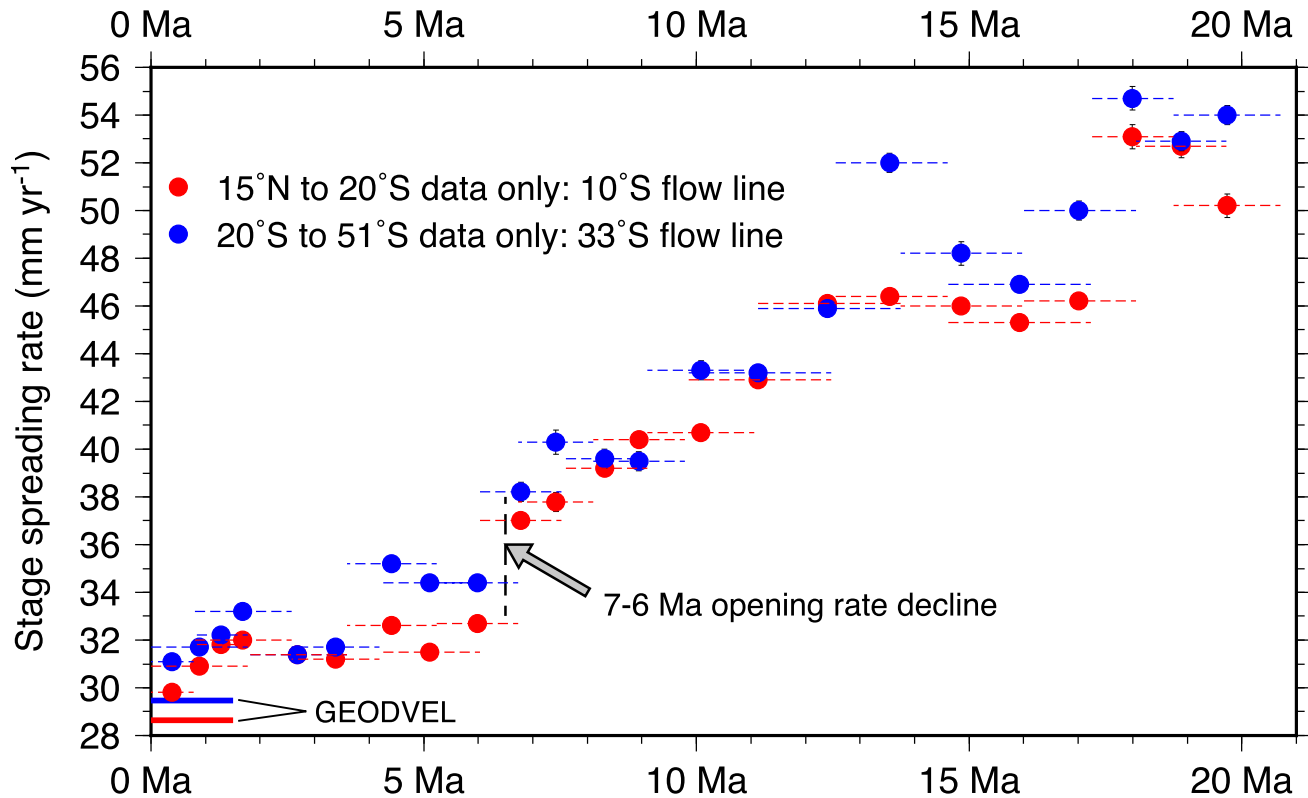 0 Ma 5 Ma 10 Ma 15 Ma 20 Ma
56
54
52
50
48
46
44
42
40
38
36
34
32
30
28
Stage spreading rate (mm yr-1)
15°N to 20°S data only: 10°S flow line
20°S to 51°S data only: 33°S flow line
7-6 Ma opening rate decline
GEODVEL
0 Ma 5 Ma 10 Ma 15 Ma 20 Ma